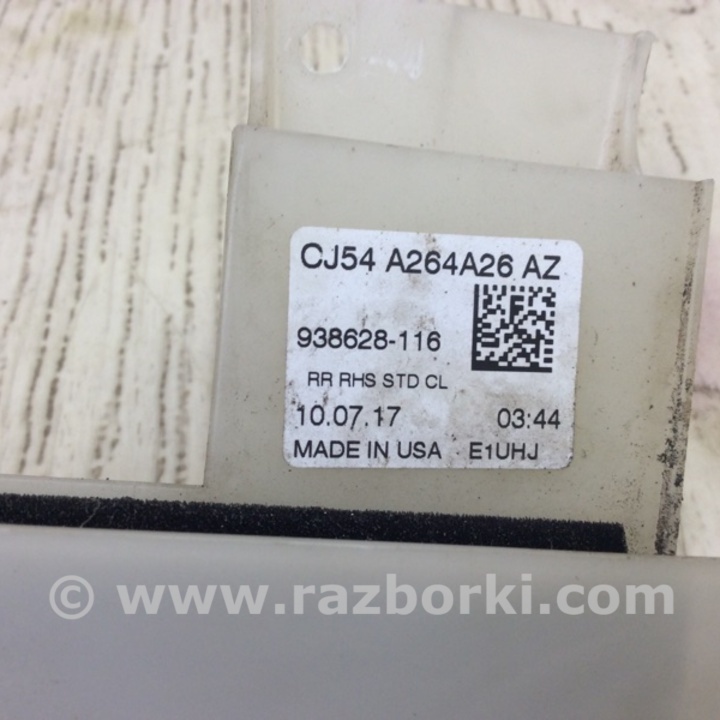 CJ54 A264A26 AZ
938628-116
RR RHS STD CL
10.07.17 03:44
MADE IN USA E1UHJ
© www.razborki.com